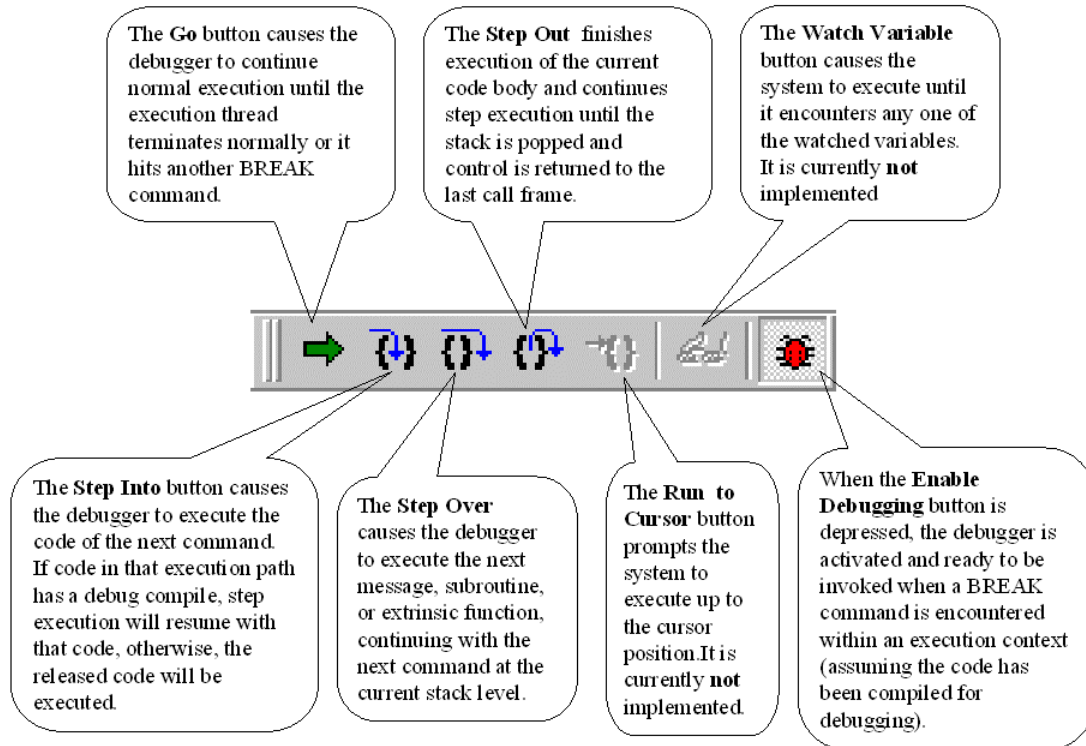 The Go button causes the
debugger to continue
normal execution until the
execution thread
terminates normally or it
hits another BREAK
command.
The Step Out finishes
execution of the current
code body and continues
step execution until the
stack is popped and
control is returned to the
last call frame.
The Watch Variable
button causes the
system to execute until
it encounters any one of
the watched variables.
It is currently not
implemented
The Step Into button causes
the debugger to execute the
code of the next command.
If code in that execution path
has a debug compile, step
execution will resume with
that code, otherwise, the
released code will be
executed.
The Step Over
causes the debugger
to execute the next
message, subroutine,
or extrinsic function,
continuing with the
next command at the
current stack level.
The Run to
Cursor button
prompts the
system to
execute up to
the cursor
position.It is
currently not
implemented.
When the Enable
Debugging button is
depressed, the debugger is
activated and ready to be
invoked when a BREAK
command is encountered
within an execution context
(assuming the code has
been compiled for
debugging).